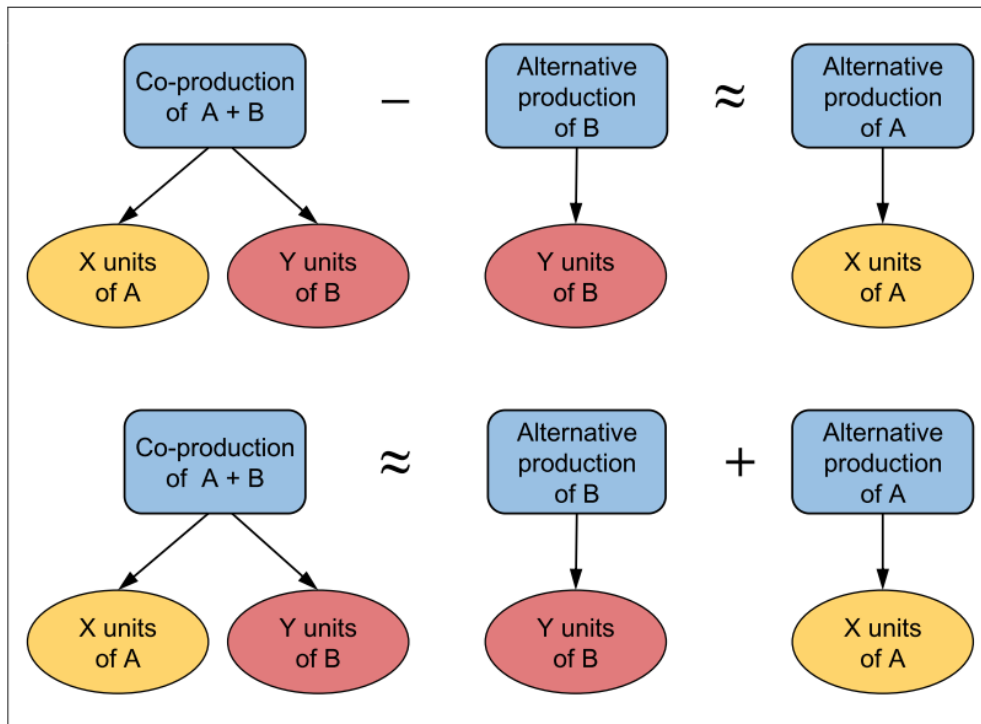 Co-production
of A + B
−
Alternative
production
of B
≈
Alternative
production
of A
X units
of A
Y units
of B
Y units
of B
X units
of A
Co-production
of A + B
≈
Alternative
production
of B
+
Alternative
production
of A
X units
of A
Y units
of B
Y units
of B
X units
of A